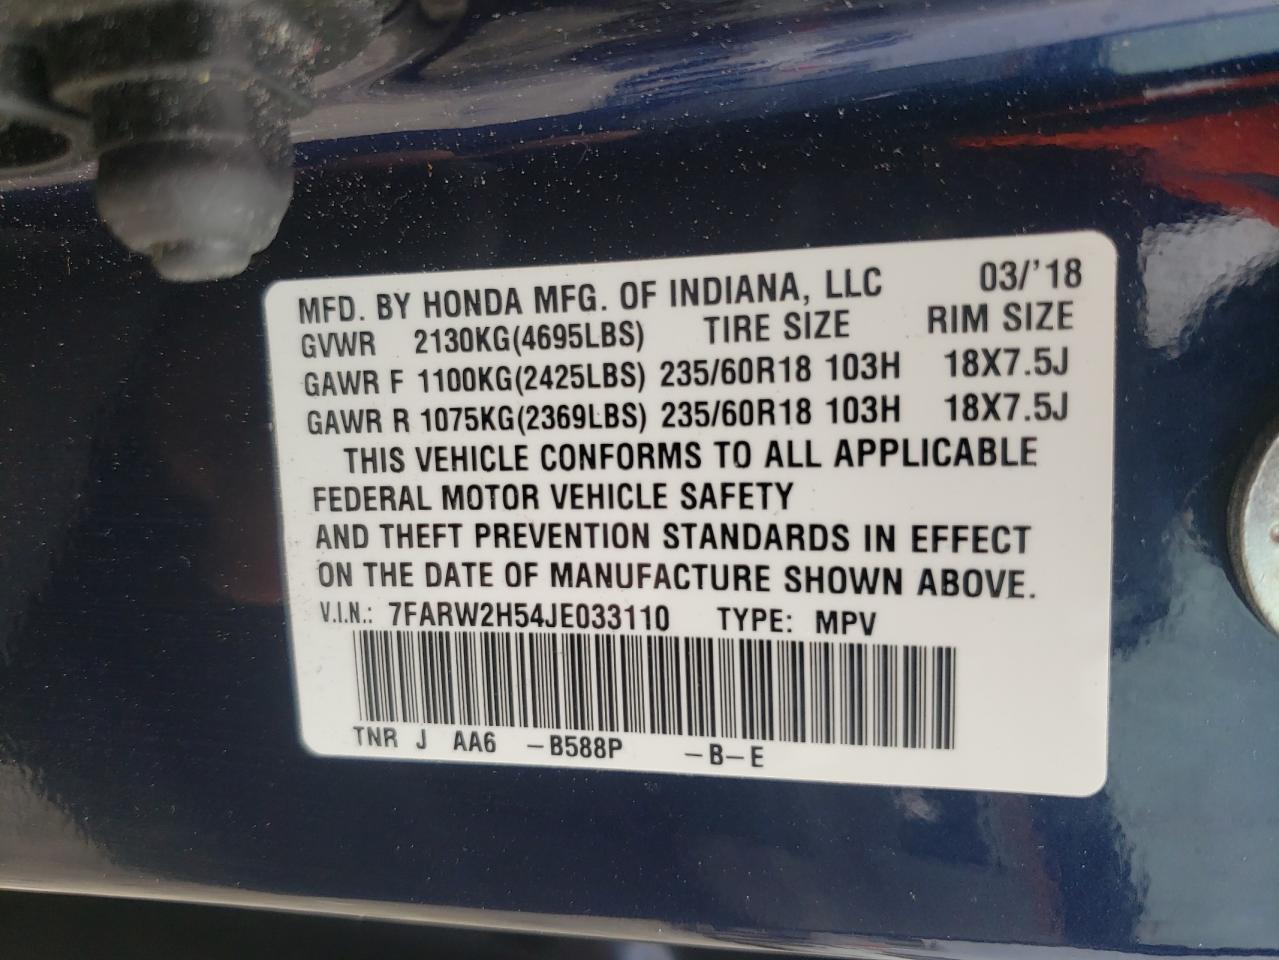 MFD. BY HONDA MFG. OF INDIANA, LLC 03/'18
GVWR 2130KG(4695LBS) TIRE SIZE RIM SIZE
GAWR F 1100KG(2425LBS) 235/60R18 103H 18X7.5J
GAWR R 1075KG(2369LBS) 235/60R18 103H 18X7.5J
THIS VEHICLE CONFORMS TO ALL APPLICABLE
FEDERAL MOTOR VEHICLE SAFETY
AND THEFT PREVENTION STANDARDS IN EFFECT
ON THE DATE OF MANUFACTURE SHOWN ABOVE.
V.I.N.: 7FARW2H54JE033110 TYPE: MPV
TNR J AA6 -B588P -B-E